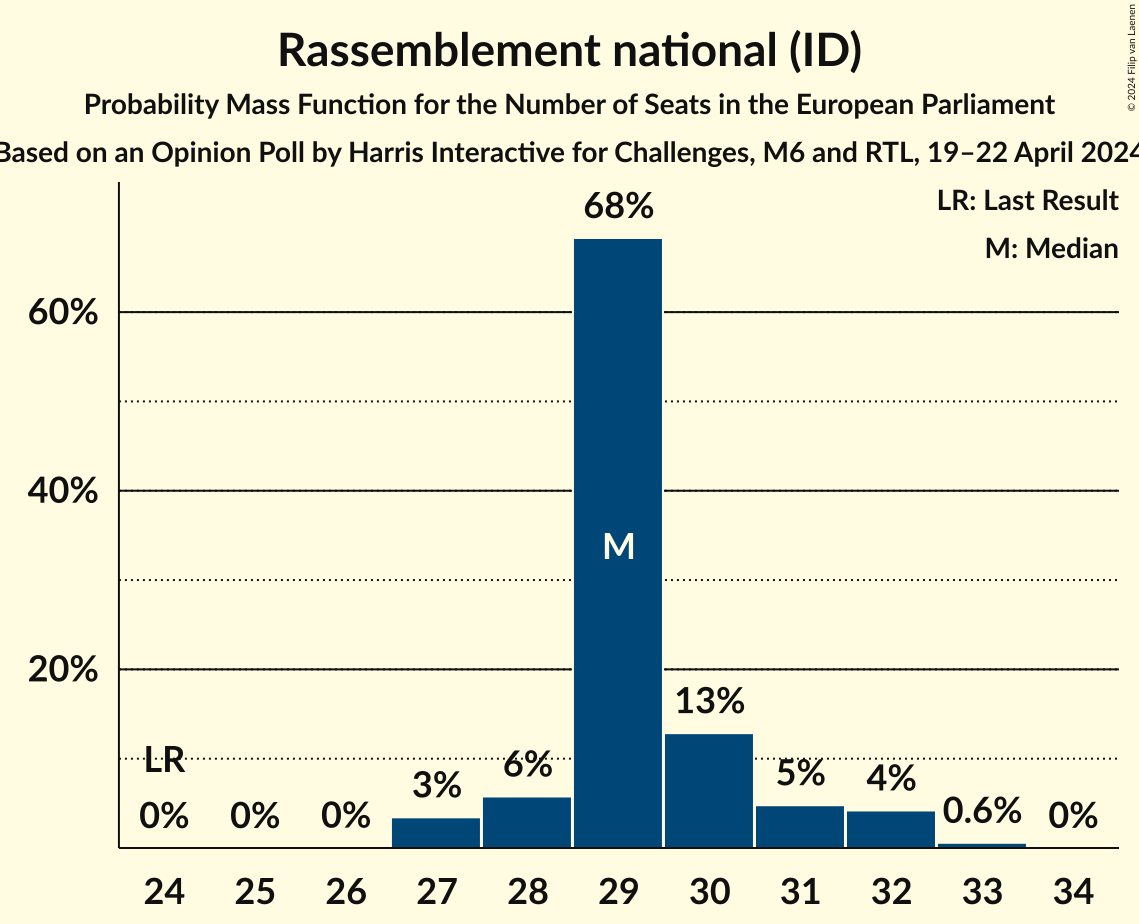 Rassemblement national (ID)
Probability Mass Function for the Number of Seats in the European Parliament
Based on an Opinion Poll by Harris Interactive for Challenges, M6 and RTL, 19–22 April 2024
© 2024 Filip van Laenen
LR: Last Result
M: Median
68%
60%
40%
M
20%
13%
LR
6%
5%
4%
3%
0.6%
0% 0% 0% 0%
24 25 26 27 28 29 30 31 32 33 34